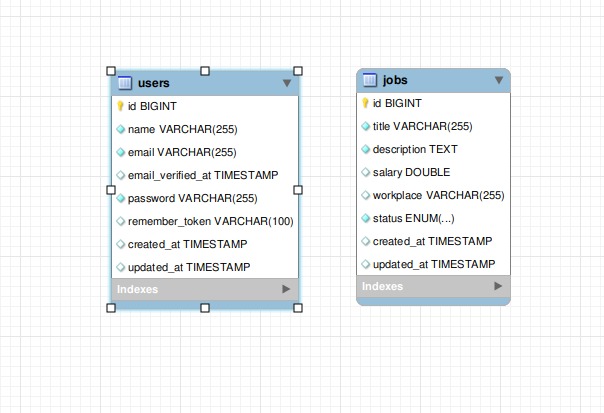 users
id BIGINT
name VARCHAR(255)
email VARCHAR(255)
email_verified_at TIMESTAMP
password VARCHAR(255)
remember_token VARCHAR(100)
created_at TIMESTAMP
updated_at TIMESTAMP
Indexes
jobs
id BIGINT
title VARCHAR(255)
description TEXT
salary DOUBLE
workplace VARCHAR(255)
status ENUM(...)
created_at TIMESTAMP
updated_at TIMESTAMP
Indexes